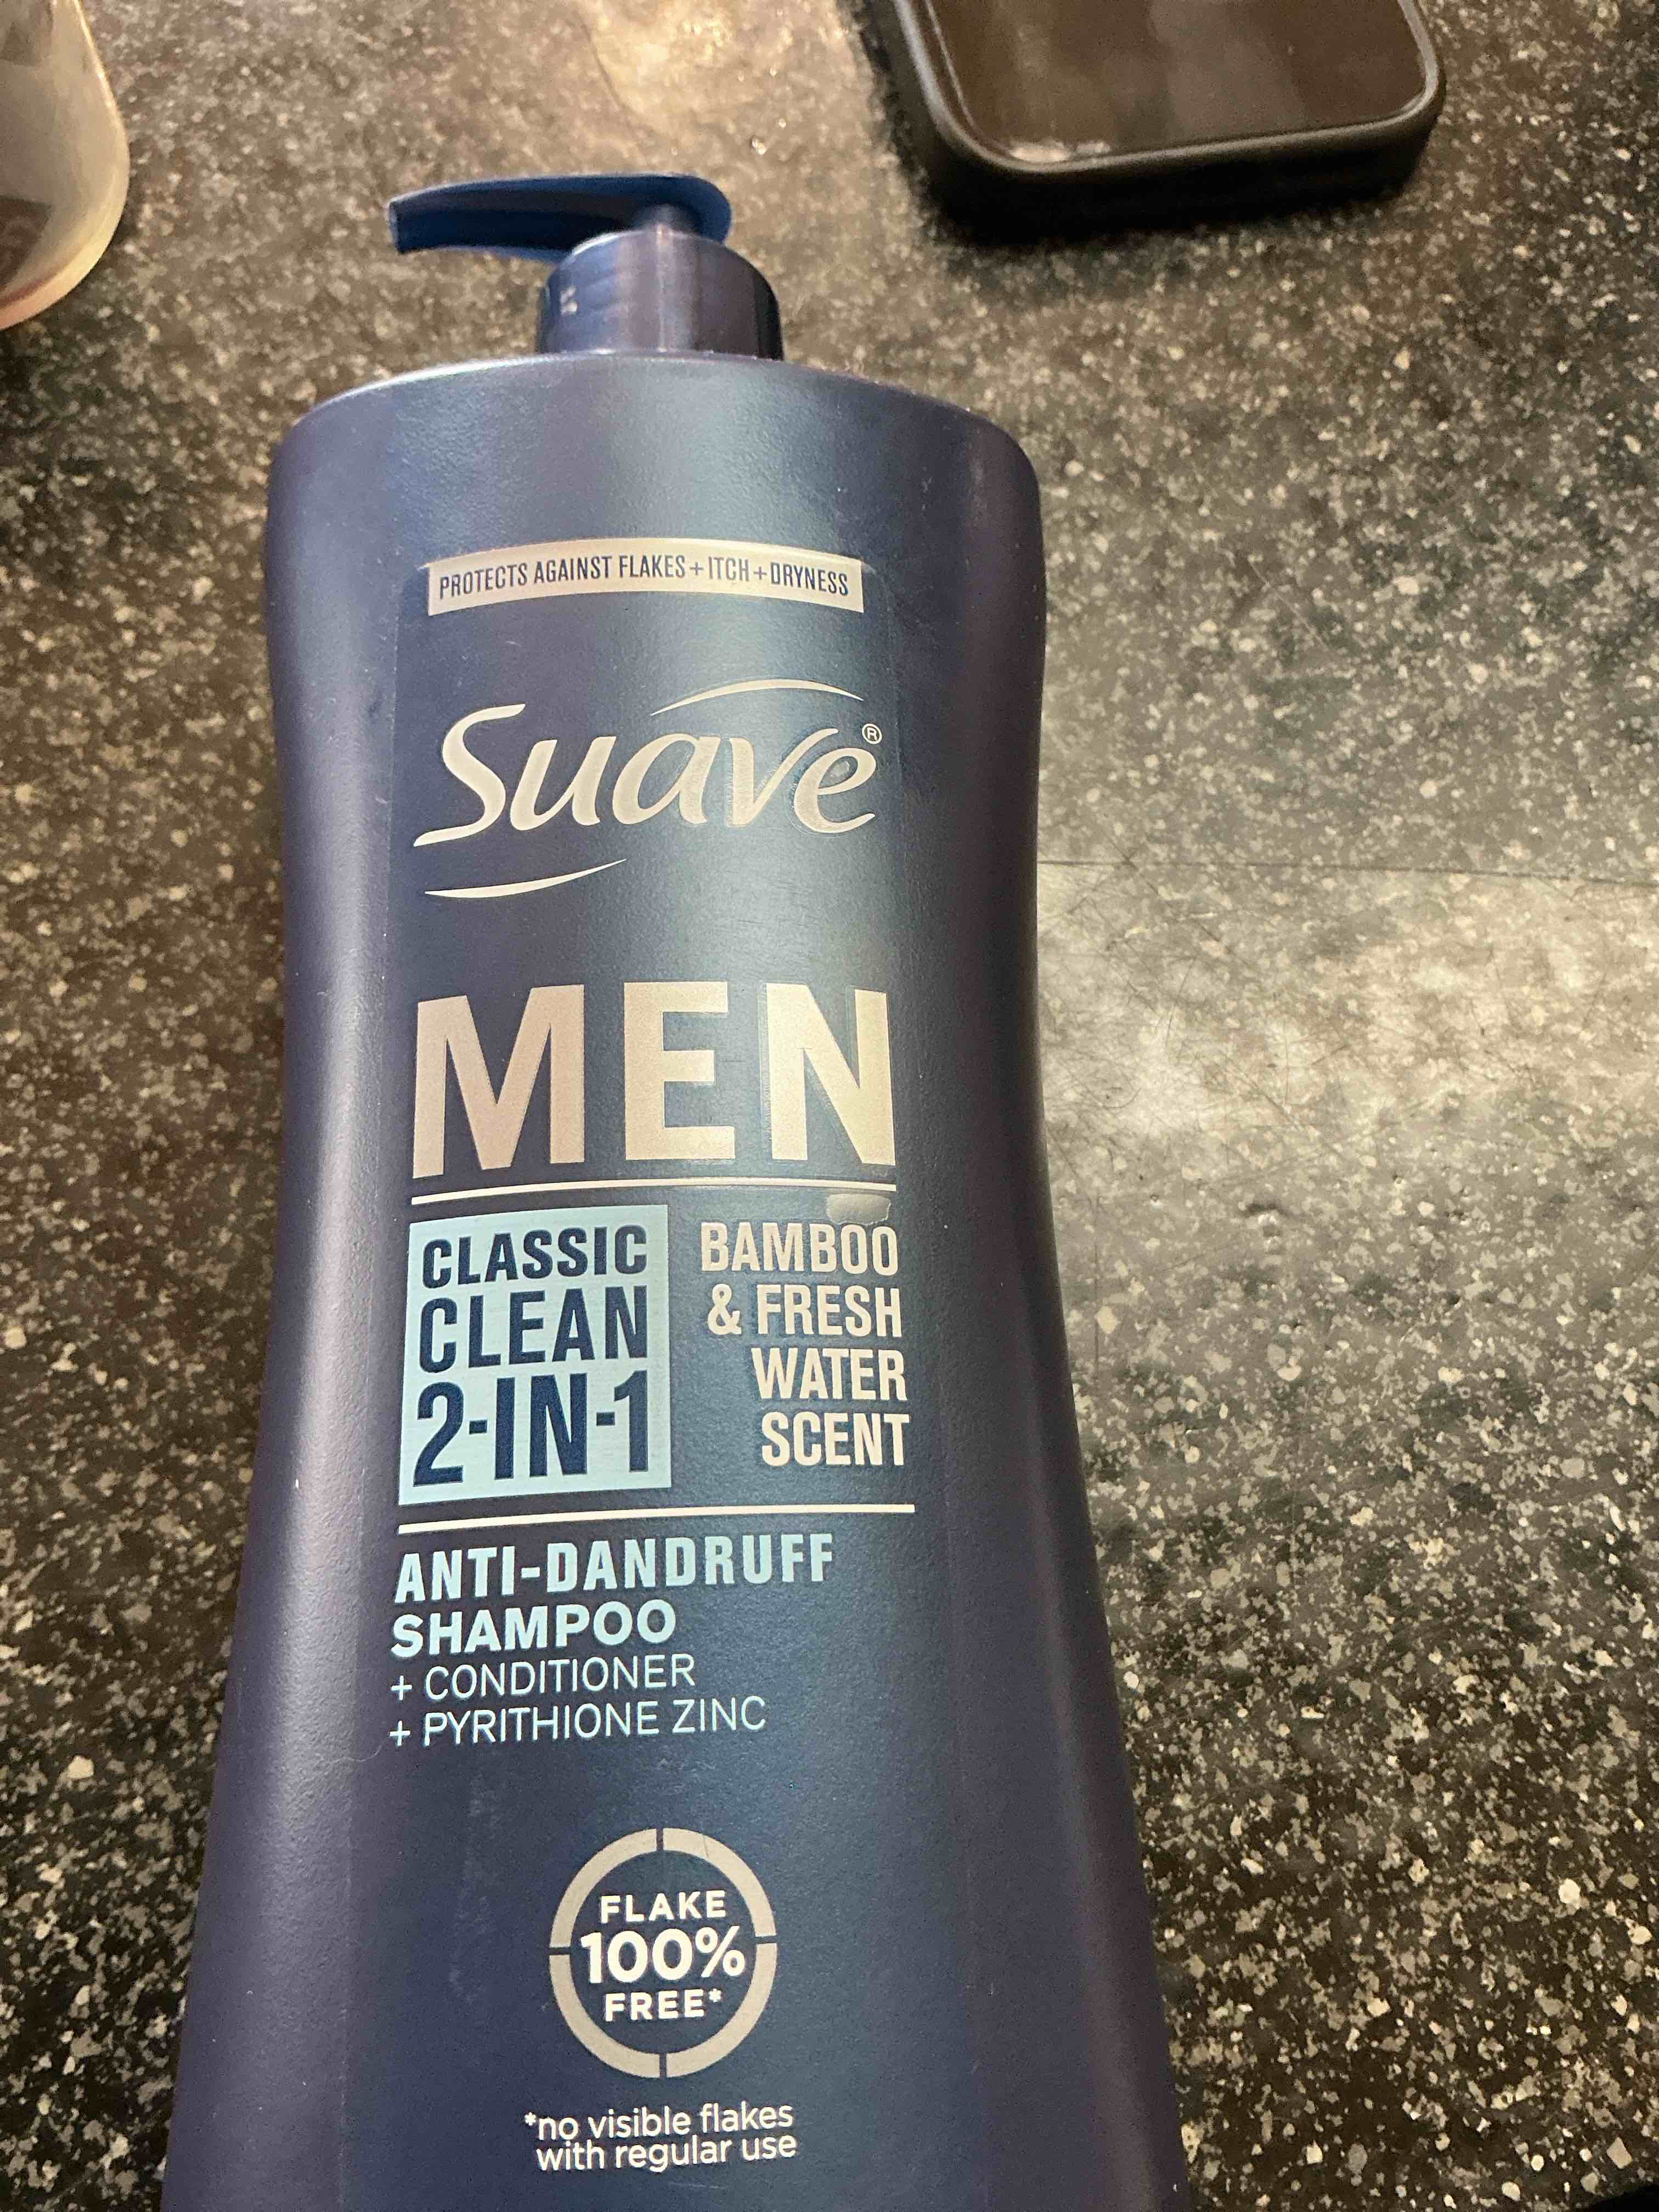 PROTECTS AGAINST FLAKES + ITCH + DRYNESS
Suave®
MEN
CLASSIC
CLEAN
2-IN-1
BAMBOO
& FRESH
WATER
SCENT
ANTI-DANDRUFF
SHAMPOO
+ CONDITIONER
+ PYRITHIONE ZINC
FLAKE
100%
FREE*
*no visible flakes
with regular use